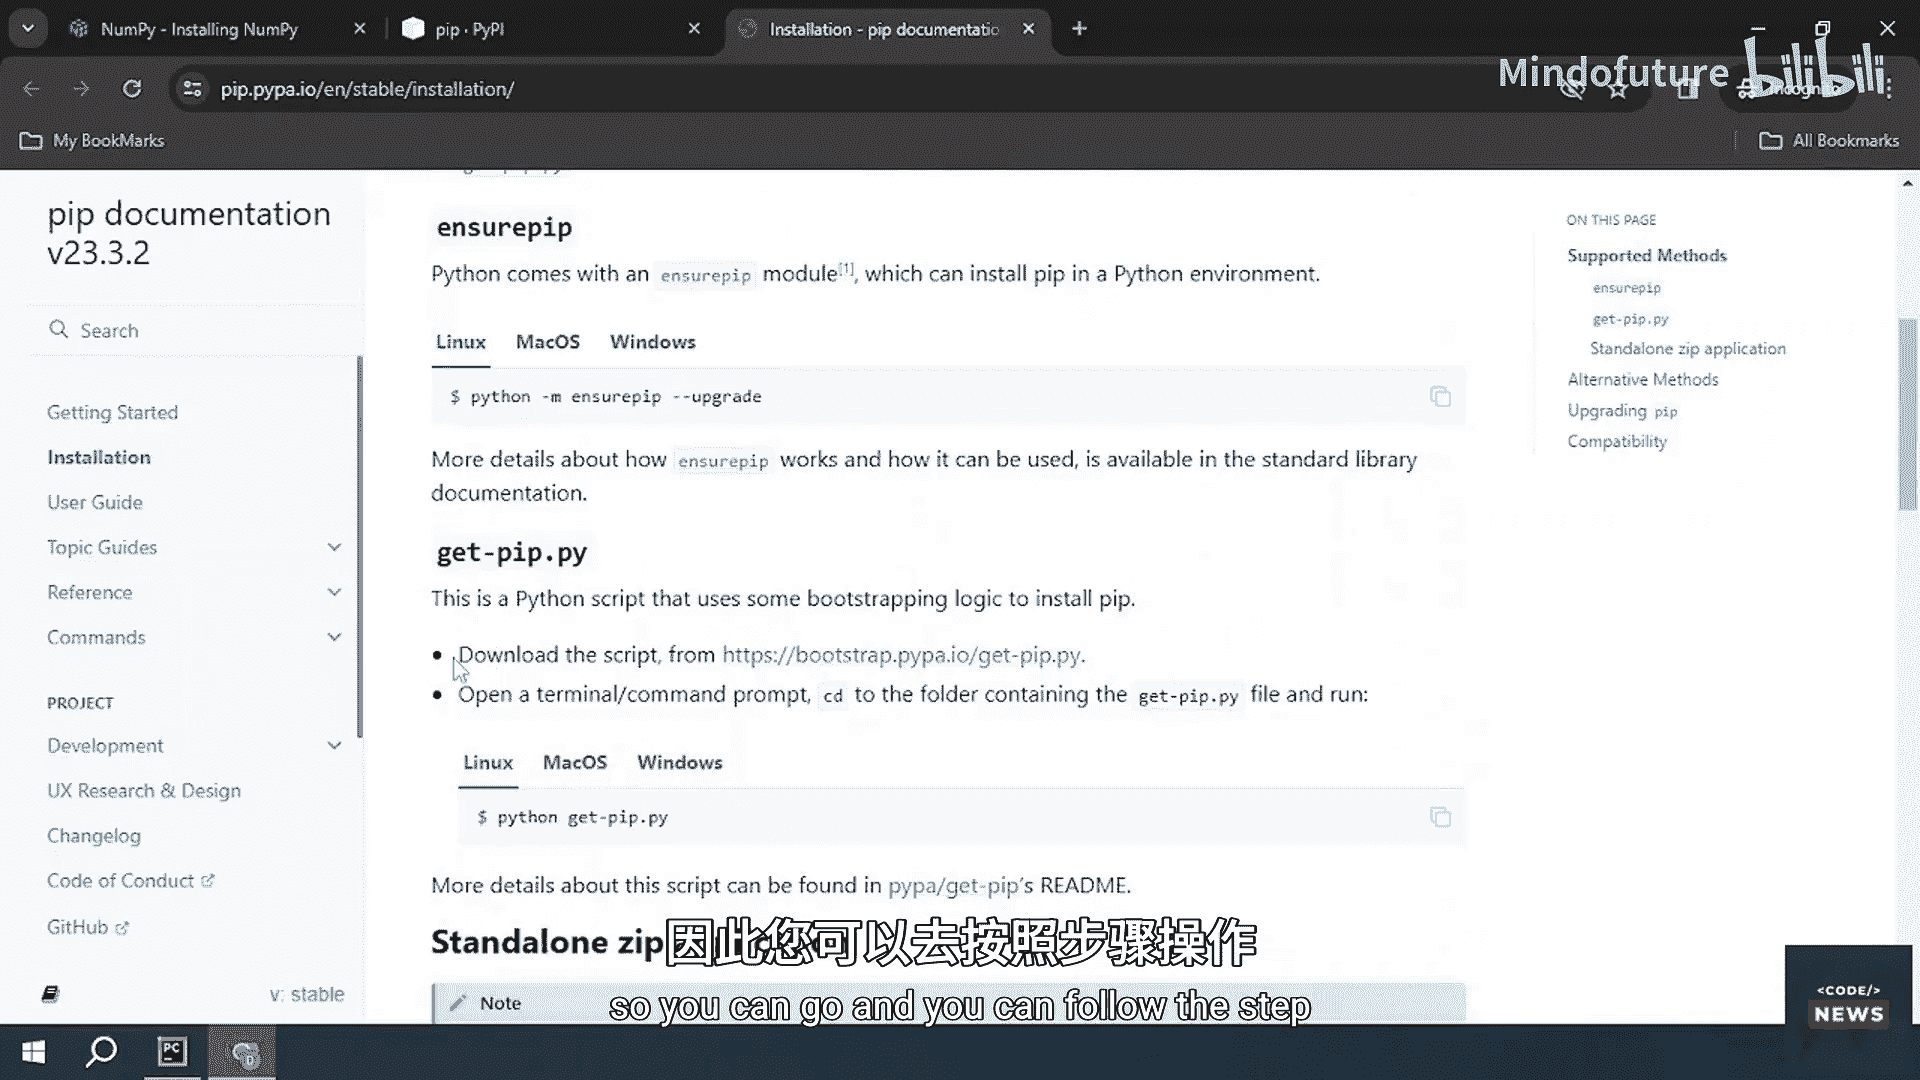 NumPy - Installing NumPy
pip · PyPI
Installation - pip documentatio
pip.pypa.io/en/stable/installation/
Mindofuture bilibili
My BookMarks
All Bookmarks
pip documentation
v23.3.2
Search
Getting Started
Installation
User Guide
Topic Guides
Reference
Commands
PROJECT
Development
UX Research & Design
Changelog
Code of Conduct
GitHub
v: stable
ensurepip
Python comes with an ensurepip module[1], which can install pip in a Python environment.
Linux MacOS Windows
$ python -m ensurepip --upgrade
More details about how ensurepip works and how it can be used, is available in the standard library
documentation.
get-pip.py
This is a Python script that uses some bootstrapping logic to install pip.
Download the script, from https://bootstrap.pypa.io/get-pip.py.
Open a terminal/command prompt, cd to the folder containing the get-pip.py file and run:
Linux MacOS Windows
$ python get-pip.py
More details about this script can be found in pypa/get-pip's README.
Standalone zip
Note
ON THIS PAGE
Supported Methods
ensurepip
get-pip.py
Standalone zip application
Alternative Methods
Upgrading pip
Compatibility
因此您可以去按照步骤操作
so you can go and you can follow the step
<CODE/>
NEWS
PC